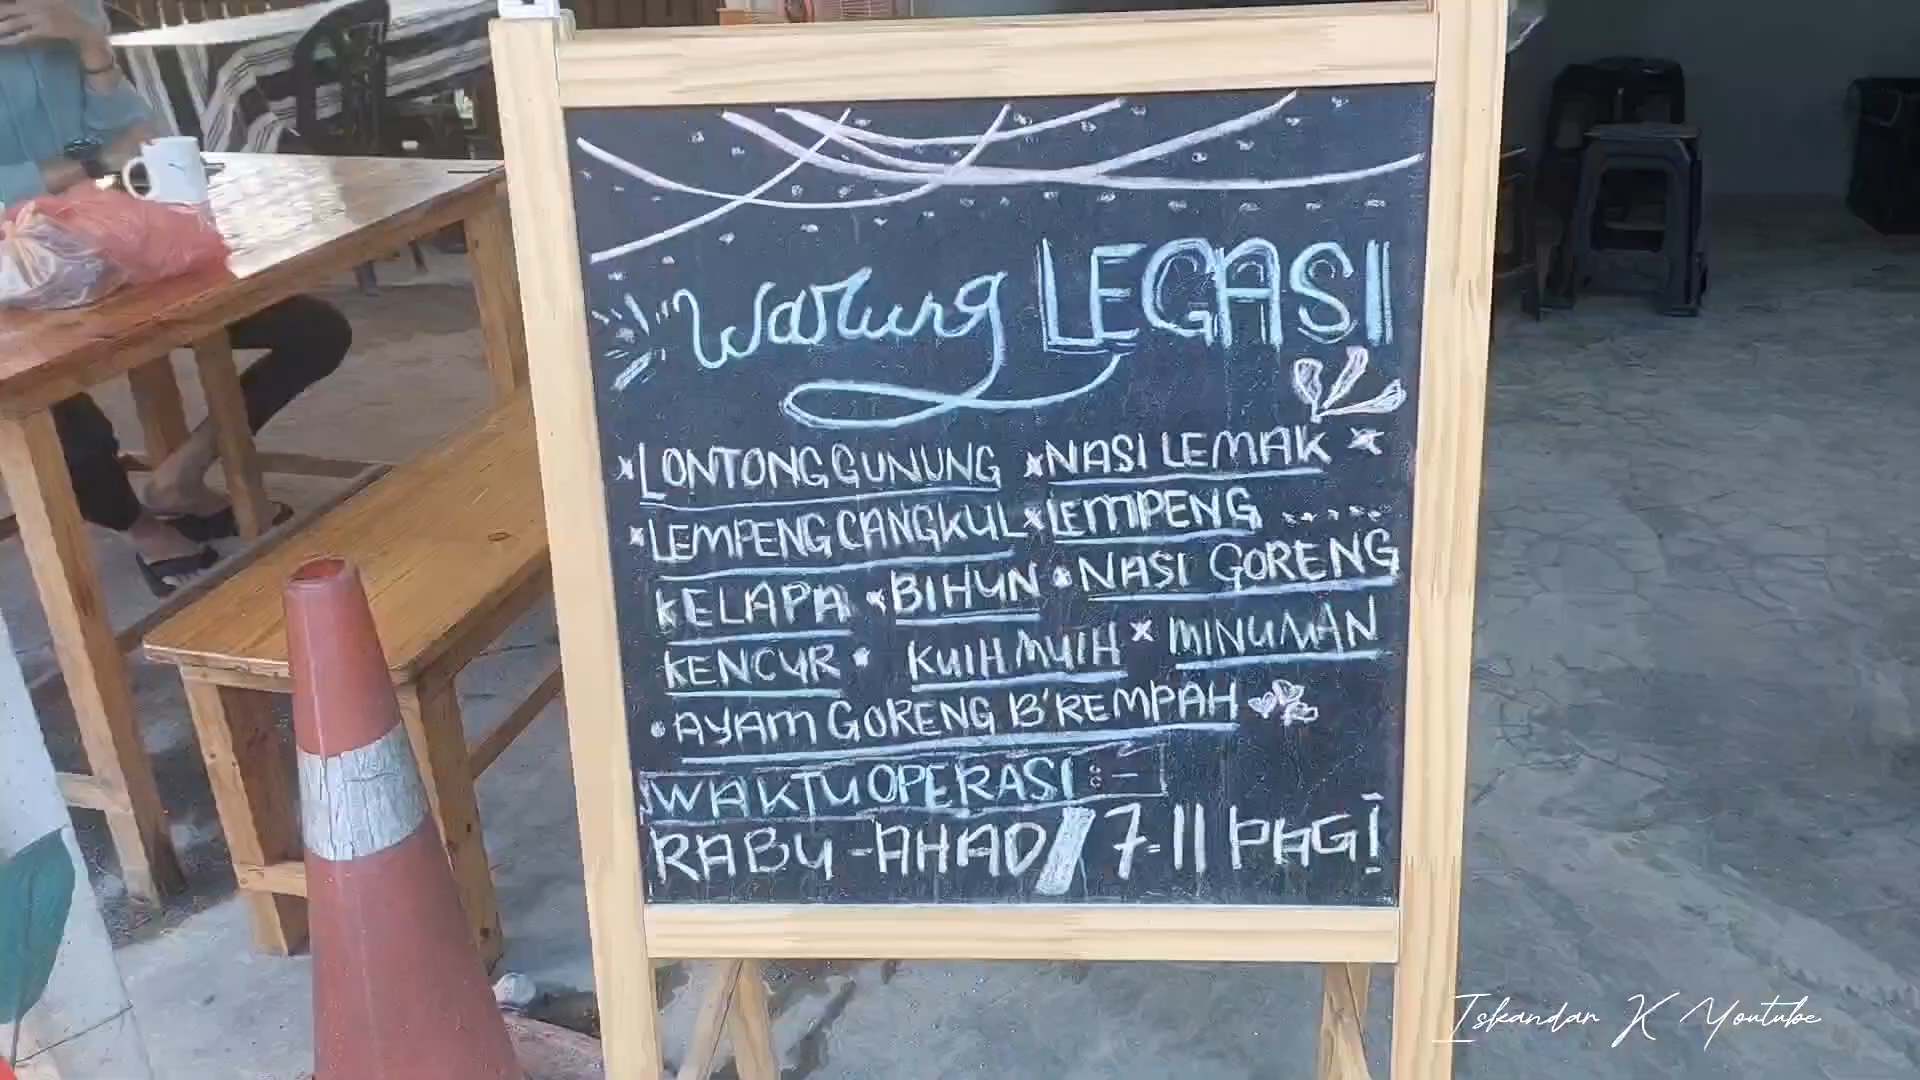 warung LEGASI
*LONTONG GUNUNG *NASI LEMAK *
*LEMPENG CANGKUL *LEMPENG .....
KELAPA *BIHUN *NASI GORENG
KENCUR * KUIH MUIH * MINUMAN
•AYAM GORENG B'REMPAH
WAKTU OPERASI :-
RABU - AHAD / 7-11 PAGI
Iskandar K Youtube